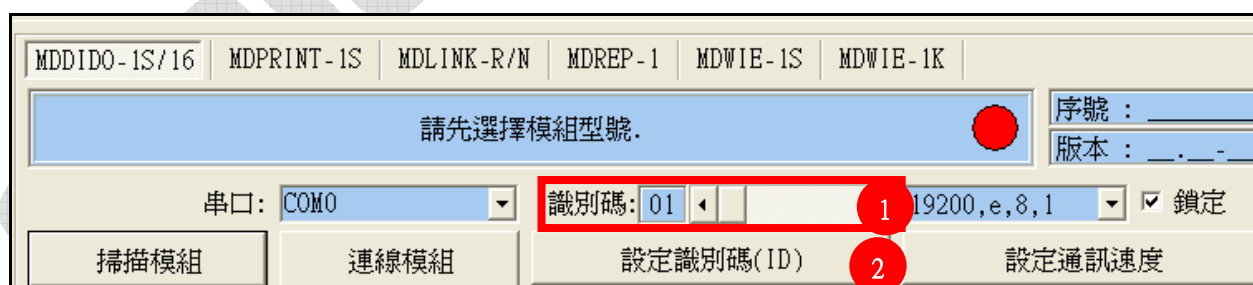 MDDIDO-1S/16 MDPRINT-1S MDLINK-R/N MDREP-1 MDWIE-1S MDWIE-1K
請先選擇模組型號.
序號：________
版本：__.__-__
串口: COM0 識別碼: 01 1 19200,e,8,1 鎖定
掃描模組 連線模組 設定識別碼(ID) 2 設定通訊速度